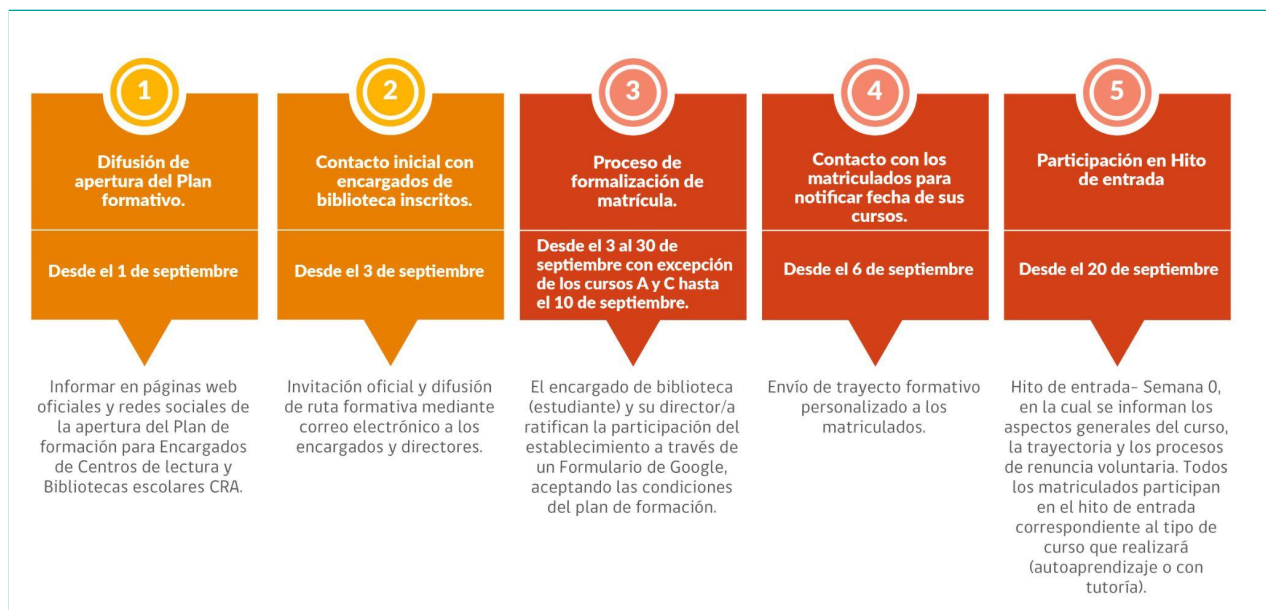 1
Difusión de
apertura del Plan
formativo.
Desde el 1 de septiembre
Informar en páginas web
oficiales y redes sociales de
la apertura del Plan de
formación para Encargados
de Centros de lectura y
Bibliotecas escolares CRA.
2
Contacto inicial con
encargados de
biblioteca inscritos.
Desde el 3 de septiembre
Invitación oficial y difusión
de ruta formativa mediante
correo electrónico a los
encargados y directores.
3
Proceso de
formalización de
matrícula.
Desde el 3 al 30 de
septiembre con excepción
de los cursos A y C hasta
el 10 de septiembre.
El encargado de biblioteca
(estudiante) y su director/a
ratifican la participación del
establecimiento a través de
un Formulario de Google,
aceptando las condiciones
del plan de formación.
4
Contacto con los
matriculados para
notificar fecha de sus
cursos.
Desde el 6 de septiembre
Envío de trayecto formativo
personalizado a los
matriculados.
5
Participación en Hito
de entrada
Desde el 20 de septiembre
Hito de entrada– Semana 0,
en la cual se informan los
aspectos generales del curso,
la trayectoria y los procesos
de renuncia voluntaria. Todos
los matriculados participan
en el hito de entrada
correspondiente al tipo de
curso que realizará
(autoaprendizaje o con
tutoría).